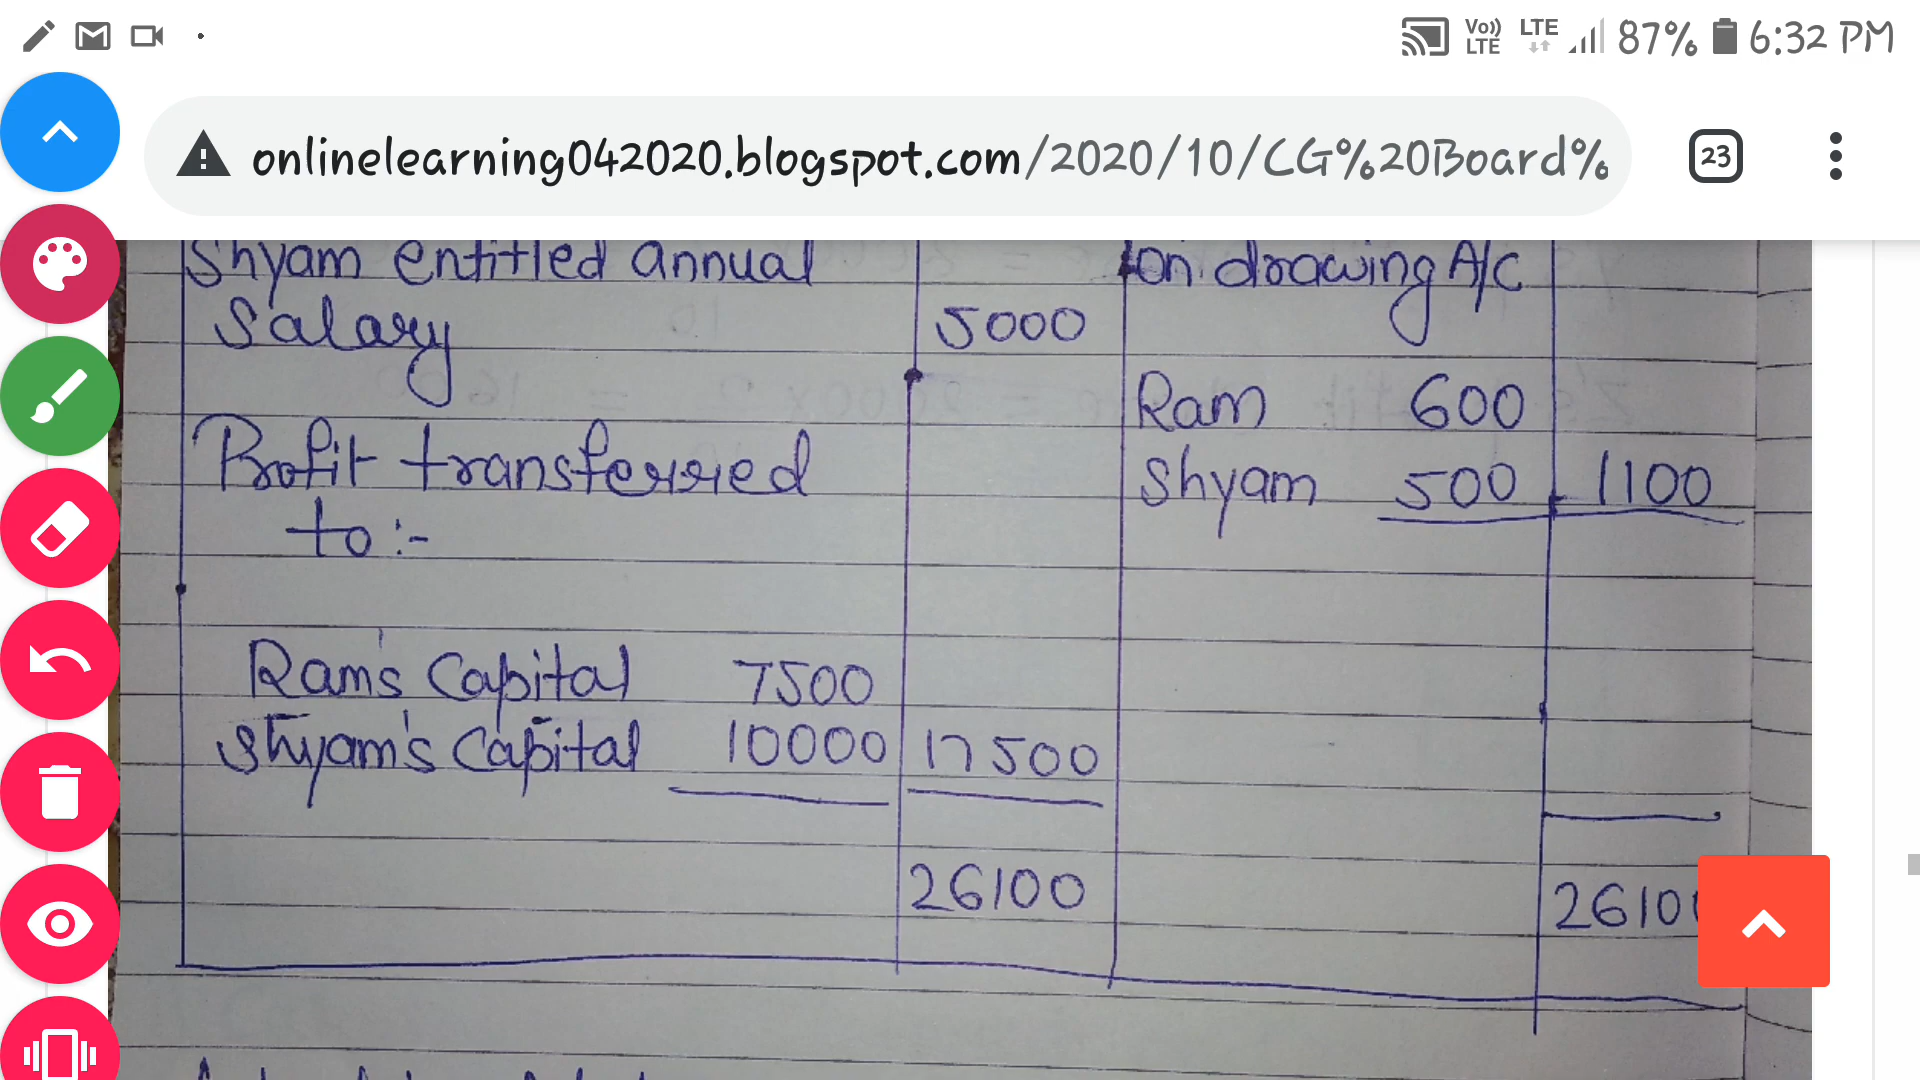 87% 6:32 PM
Vo)) LTE LTE
onlinelearning042020.blogspot.com/2020/10/CG%20Board%
23
Shyam entitled annual
Salary 5000
on drawing A/c
Ram 600
Shyam 500 1100
Profit transferred
to :-
Ram's Capital 7500
Shyam's Capital 10000 17500
26100 2610